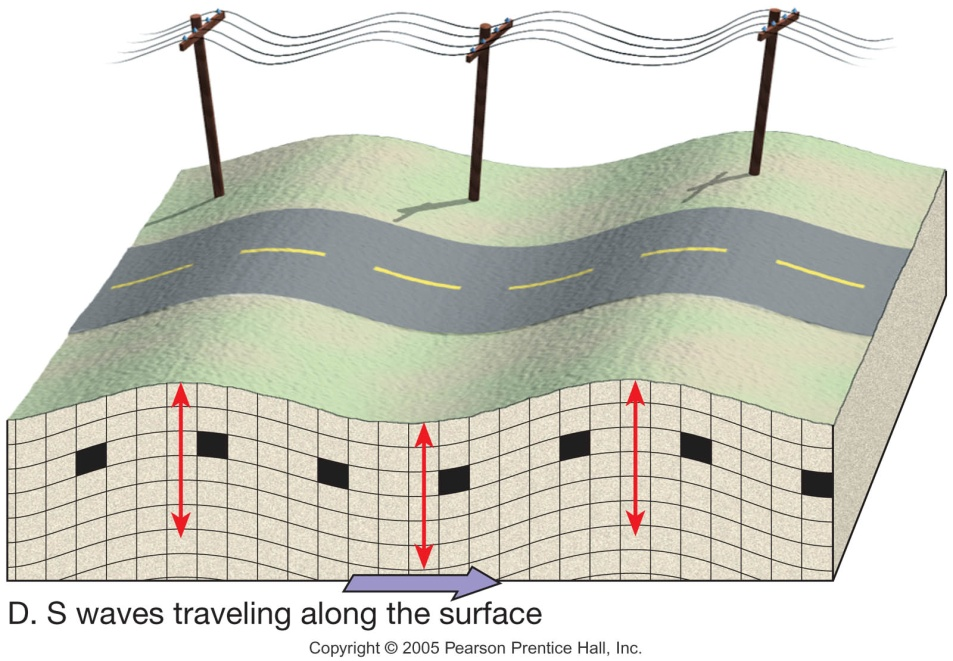 D. S waves traveling along the surface
Copyright © 2005 Pearson Prentice Hall, Inc.